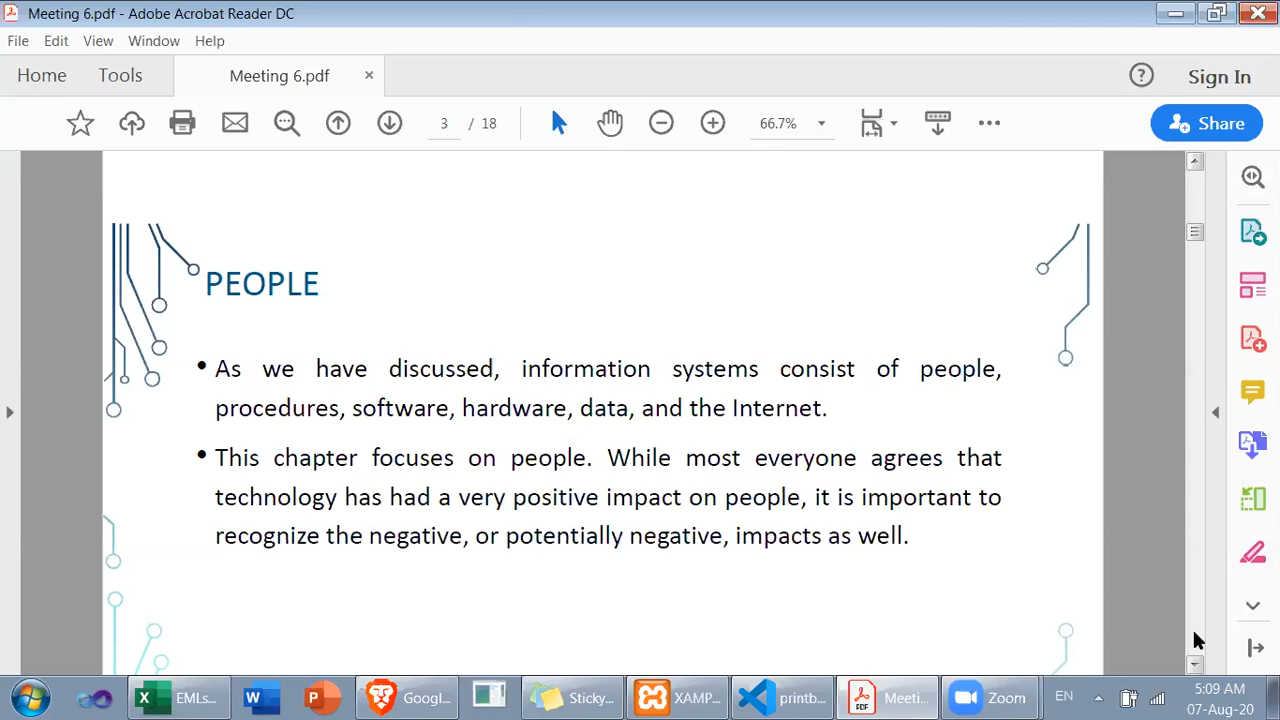 Meeting 6.pdf - Adobe Acrobat Reader DC
File Edit View Window Help
Home Tools Meeting 6.pdf × Sign In
3 / 18 66.7% Share
PEOPLE
• As we have discussed, information systems consist of people,
procedures, software, hardware, data, and the Internet.
• This chapter focuses on people. While most everyone agrees that
technology has had a very positive impact on people, it is important to
recognize the negative, or potentially negative, impacts as well.
EMLs... Googl... Sticky... XAMP... printb... Meeti... Zoom EN 5:09 AM
07-Aug-20